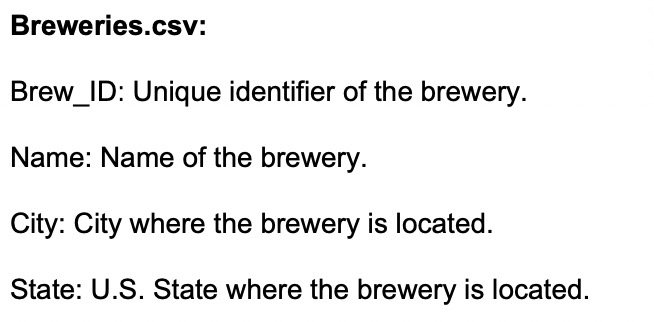 Breweries.csv:
Brew_ID: Unique identifier of the brewery.
Name: Name of the brewery.
City: City where the brewery is located.
State: U.S. State where the brewery is located.